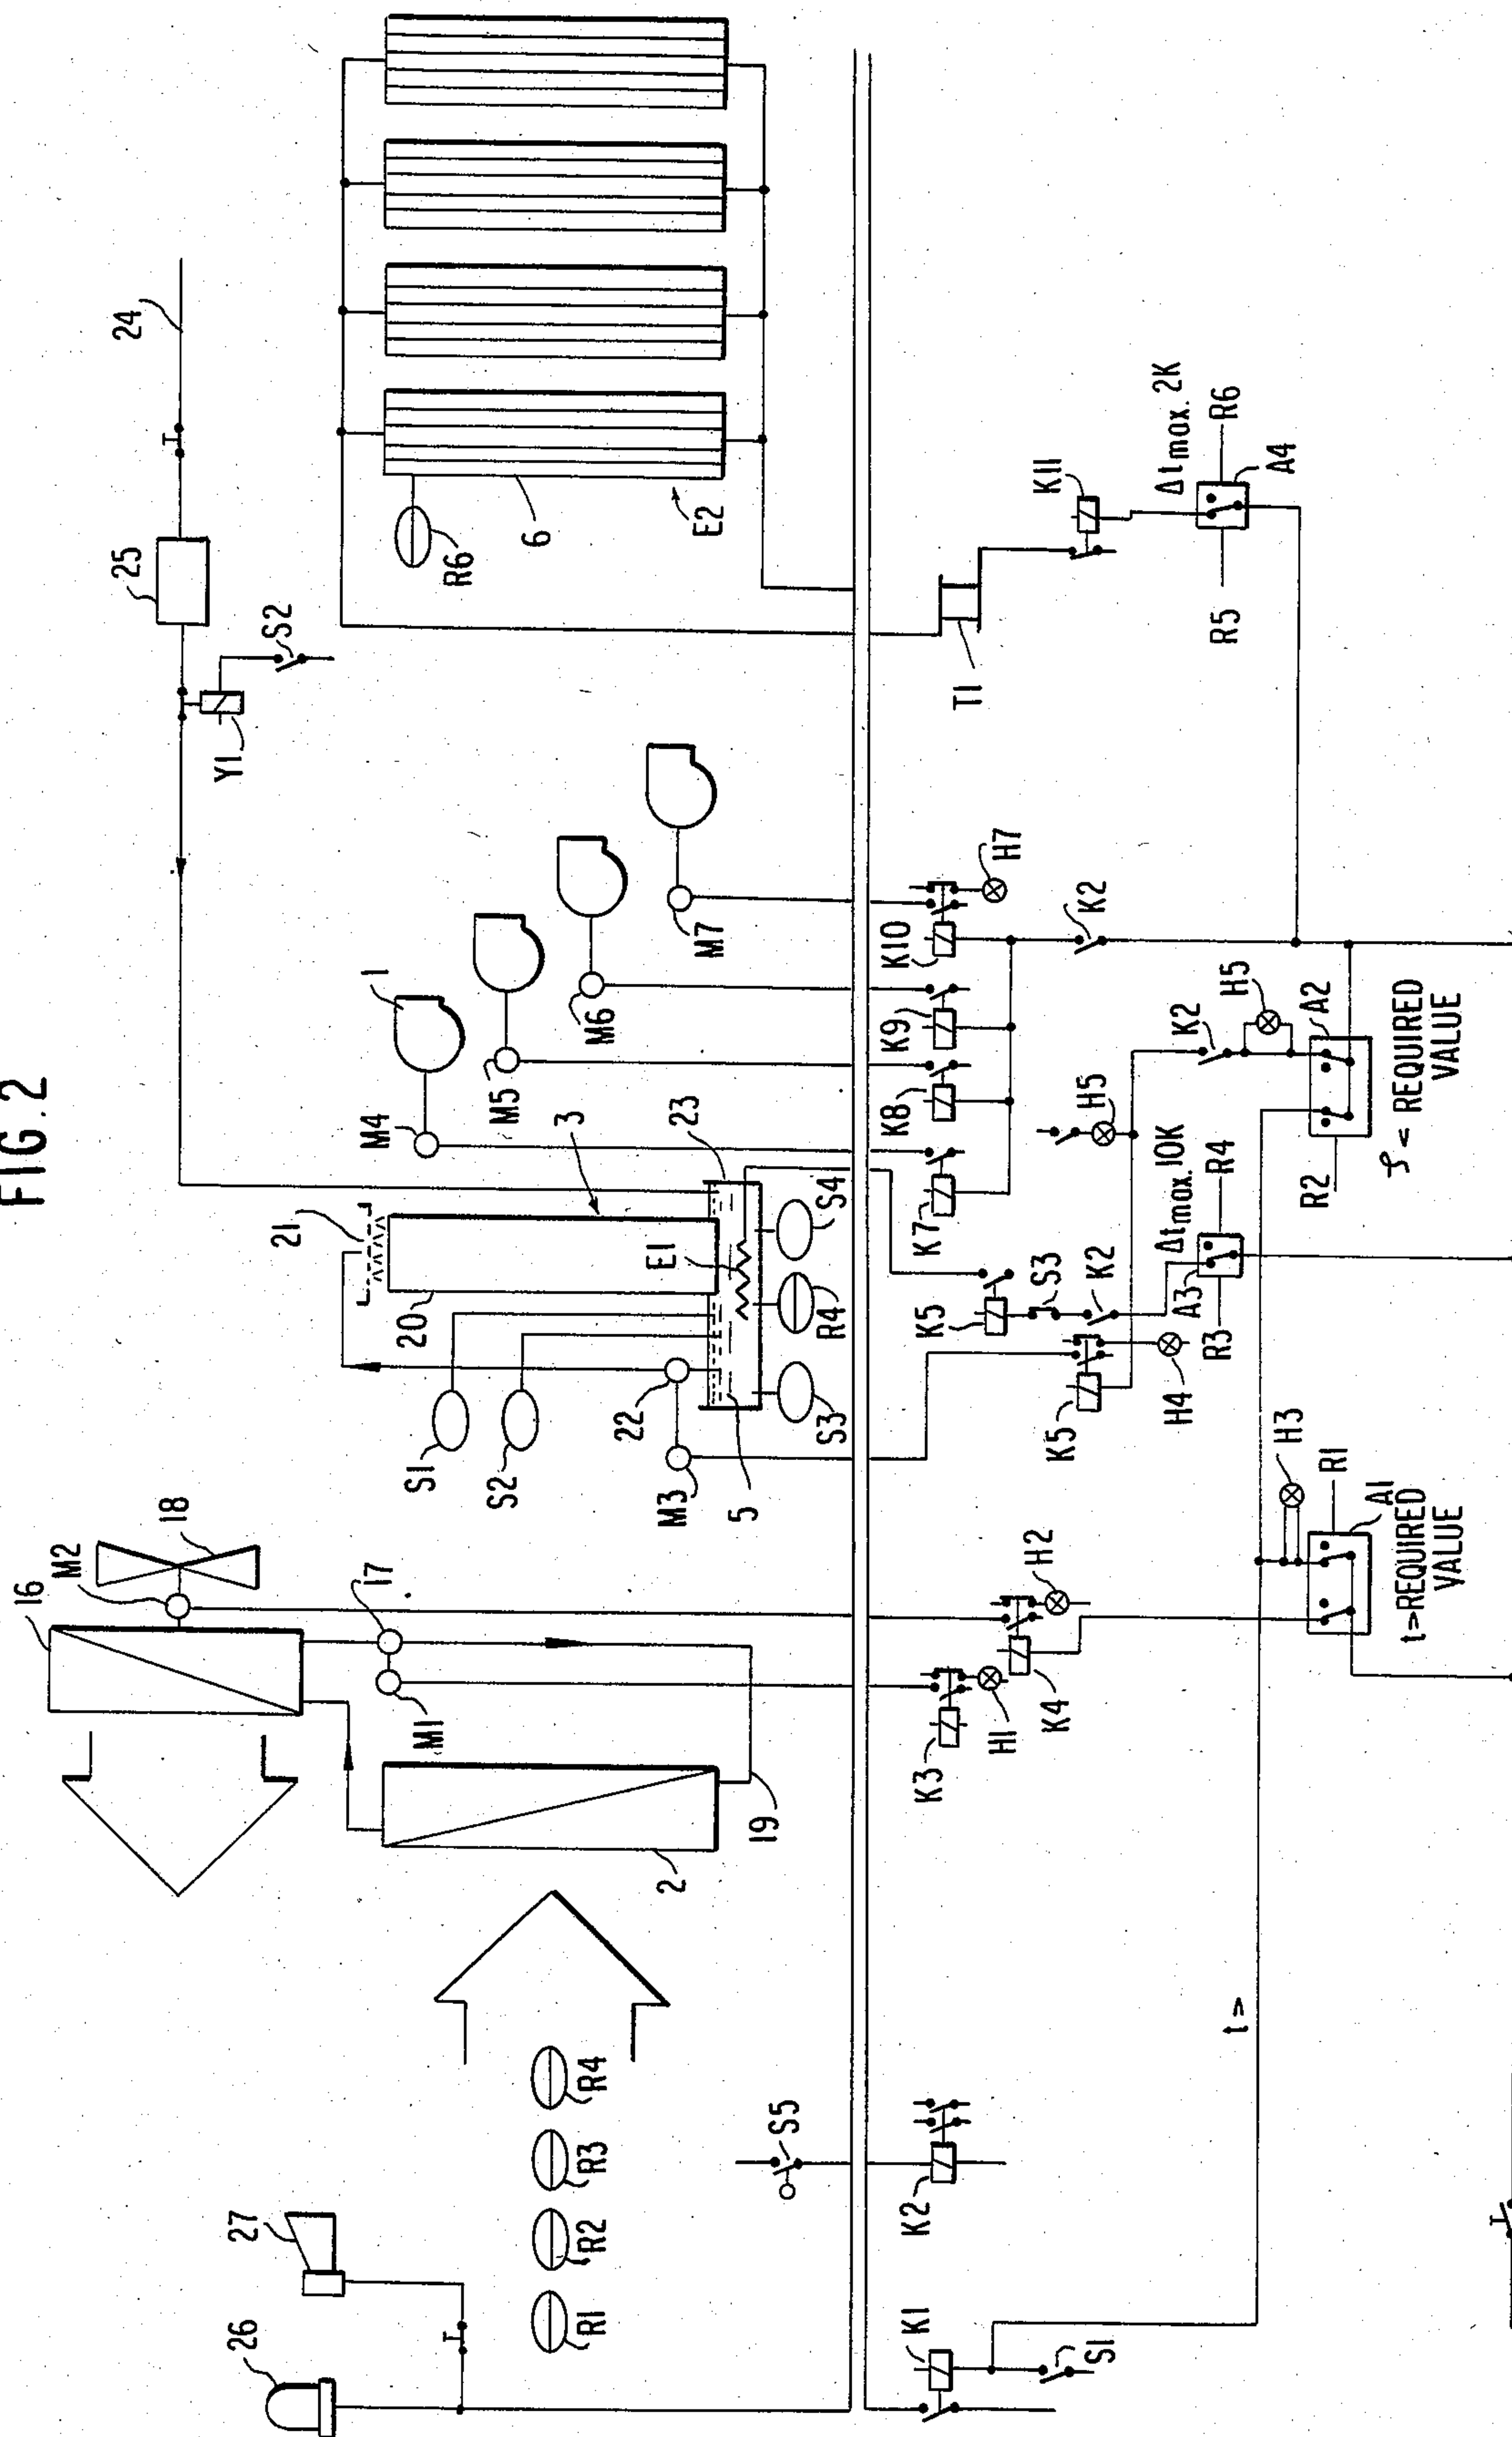 FIG.2
26
27
R1
R2
R3
R4
S5
2
19
M1
17
16
M2
18
S1
S2
M3
22
5
S3
20
21
E1
R4
3
23
S4
M4
1
M5
M6
M7
24
25
Y1
S2
R6
6
E2
T1
K1
S1
K2
t>
K3
H1
K4
H2
H3
R1
A1
t>REQUIRED
VALUE
K5
H4
K5
S3
K2
A3
R3
Δtmax. 10K
R4
H5
K2
H5
A2
R2
φ < REQUIRED
VALUE
K7
K8
K9
K10
H7
K2
K11
Δtmax. 2K
R5
R6
A4